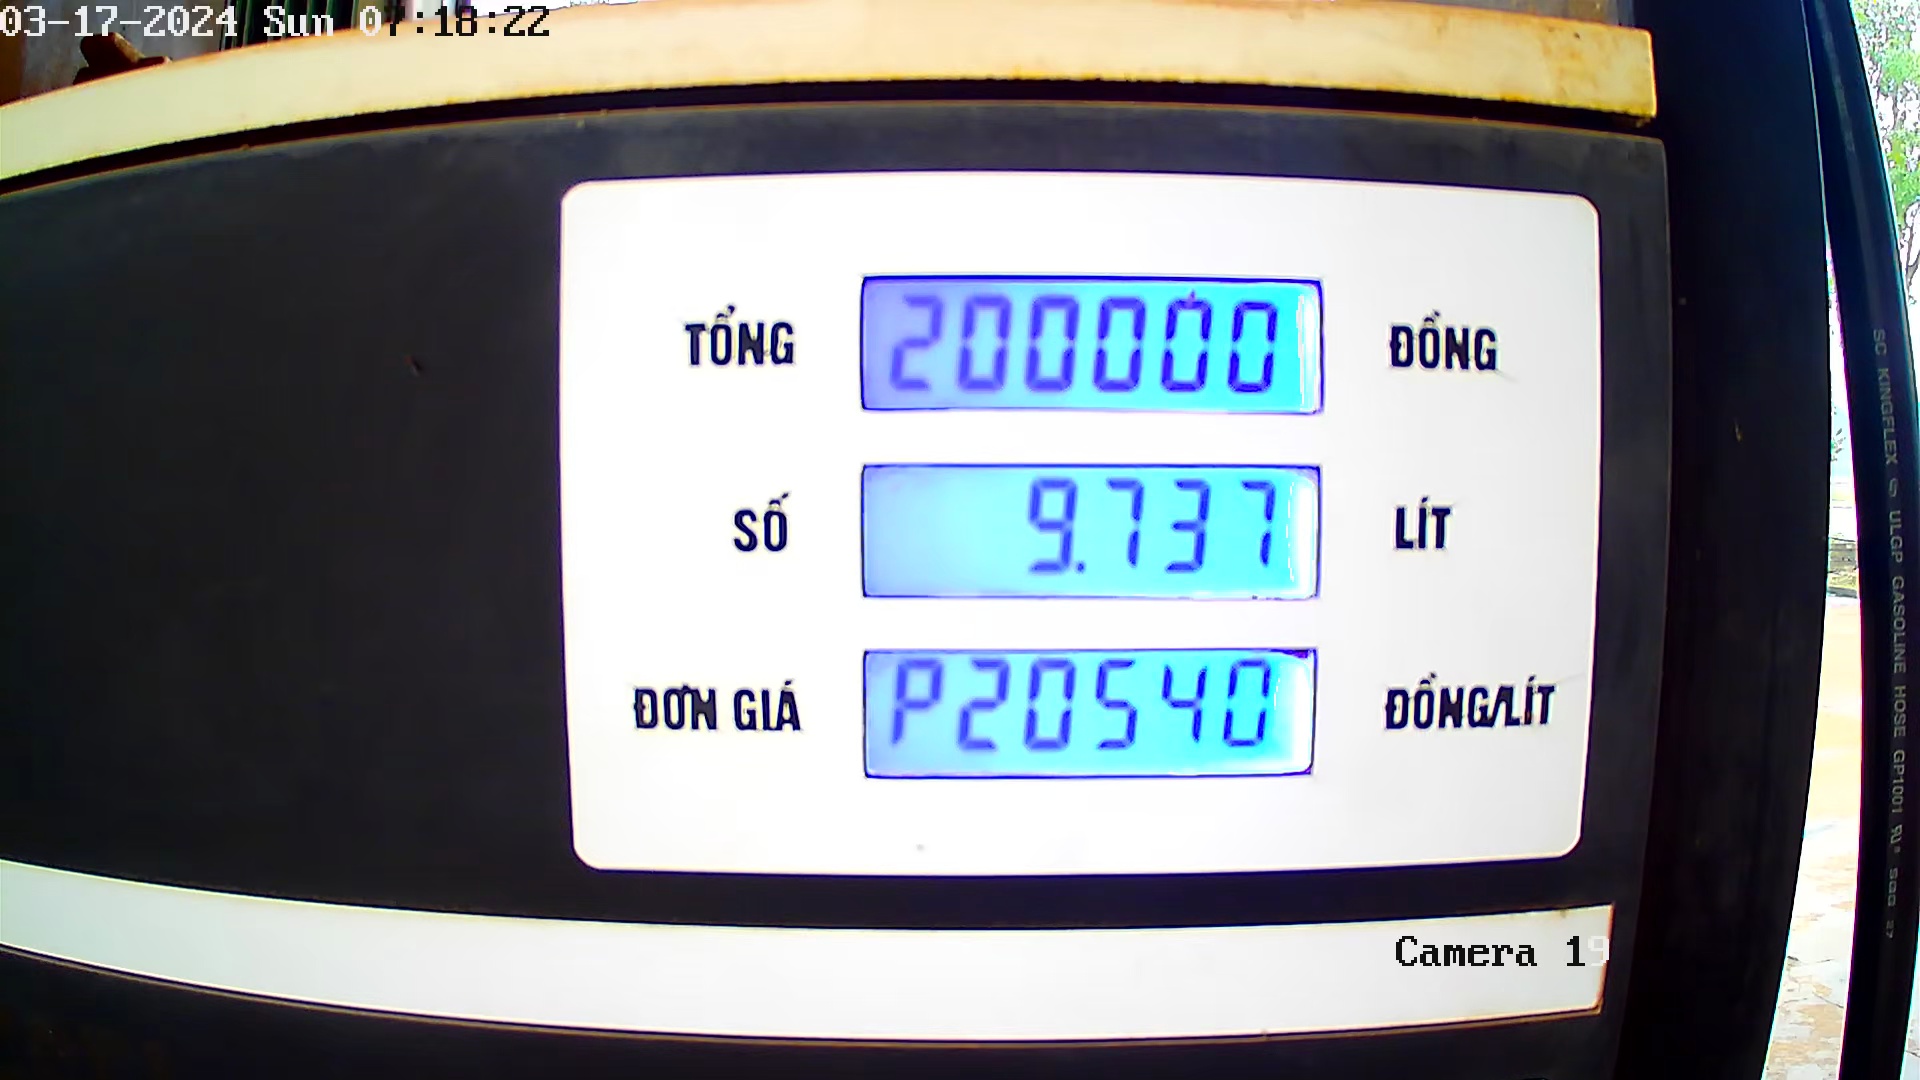 03-17-2024 Sun 07:18:22
TỔNG 200000 ĐỒNG
SỐ 9.737 LÍT
ĐƠN GIÁ P20540 ĐỒNG/LÍT
Camera 19
SC KINGFLEX ULGP GASOLINE HOSE GP1001